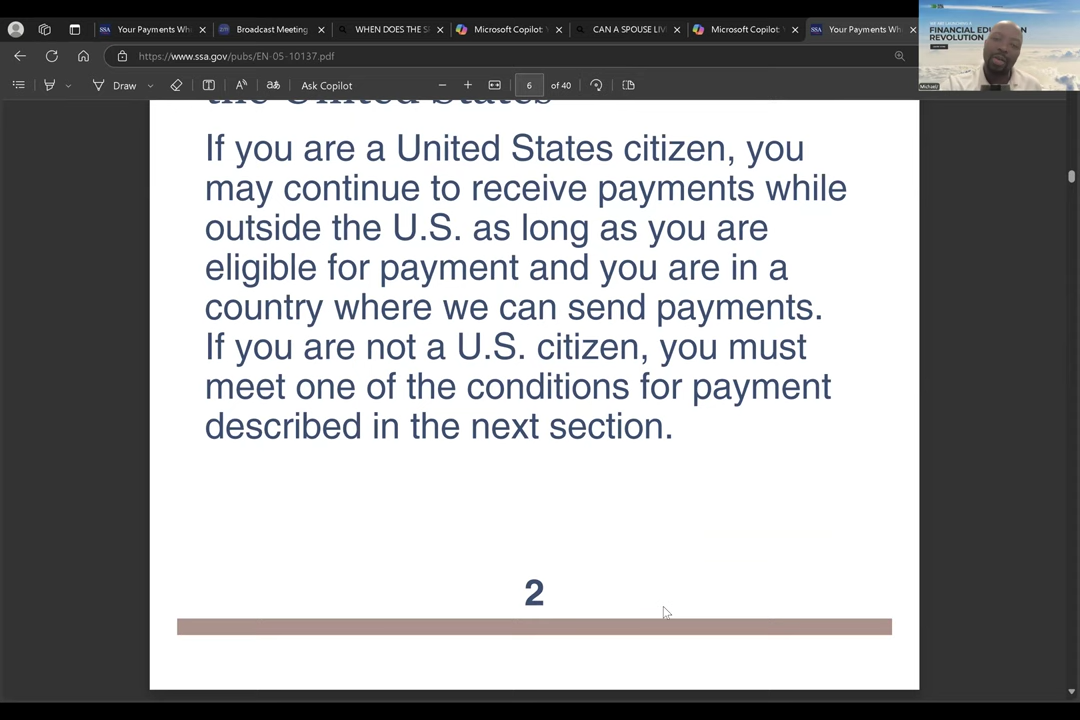 Your Payments Wh
Broadcast Meeting
WHEN DOES THE S
Microsoft Copilot:
CAN A SPOUSE LIV
Microsoft Copilot:
Your Payments Wh
https://www.ssa.gov/pubs/EN-05-10137.pdf
Draw
Ask Copilot
6
of 40
FINANCIAL EDUCATION
REVOLUTION
the United States
If you are a United States citizen, you
may continue to receive payments while
outside the U.S. as long as you are
eligible for payment and you are in a
country where we can send payments.
If you are not a U.S. citizen, you must
meet one of the conditions for payment
described in the next section.
2